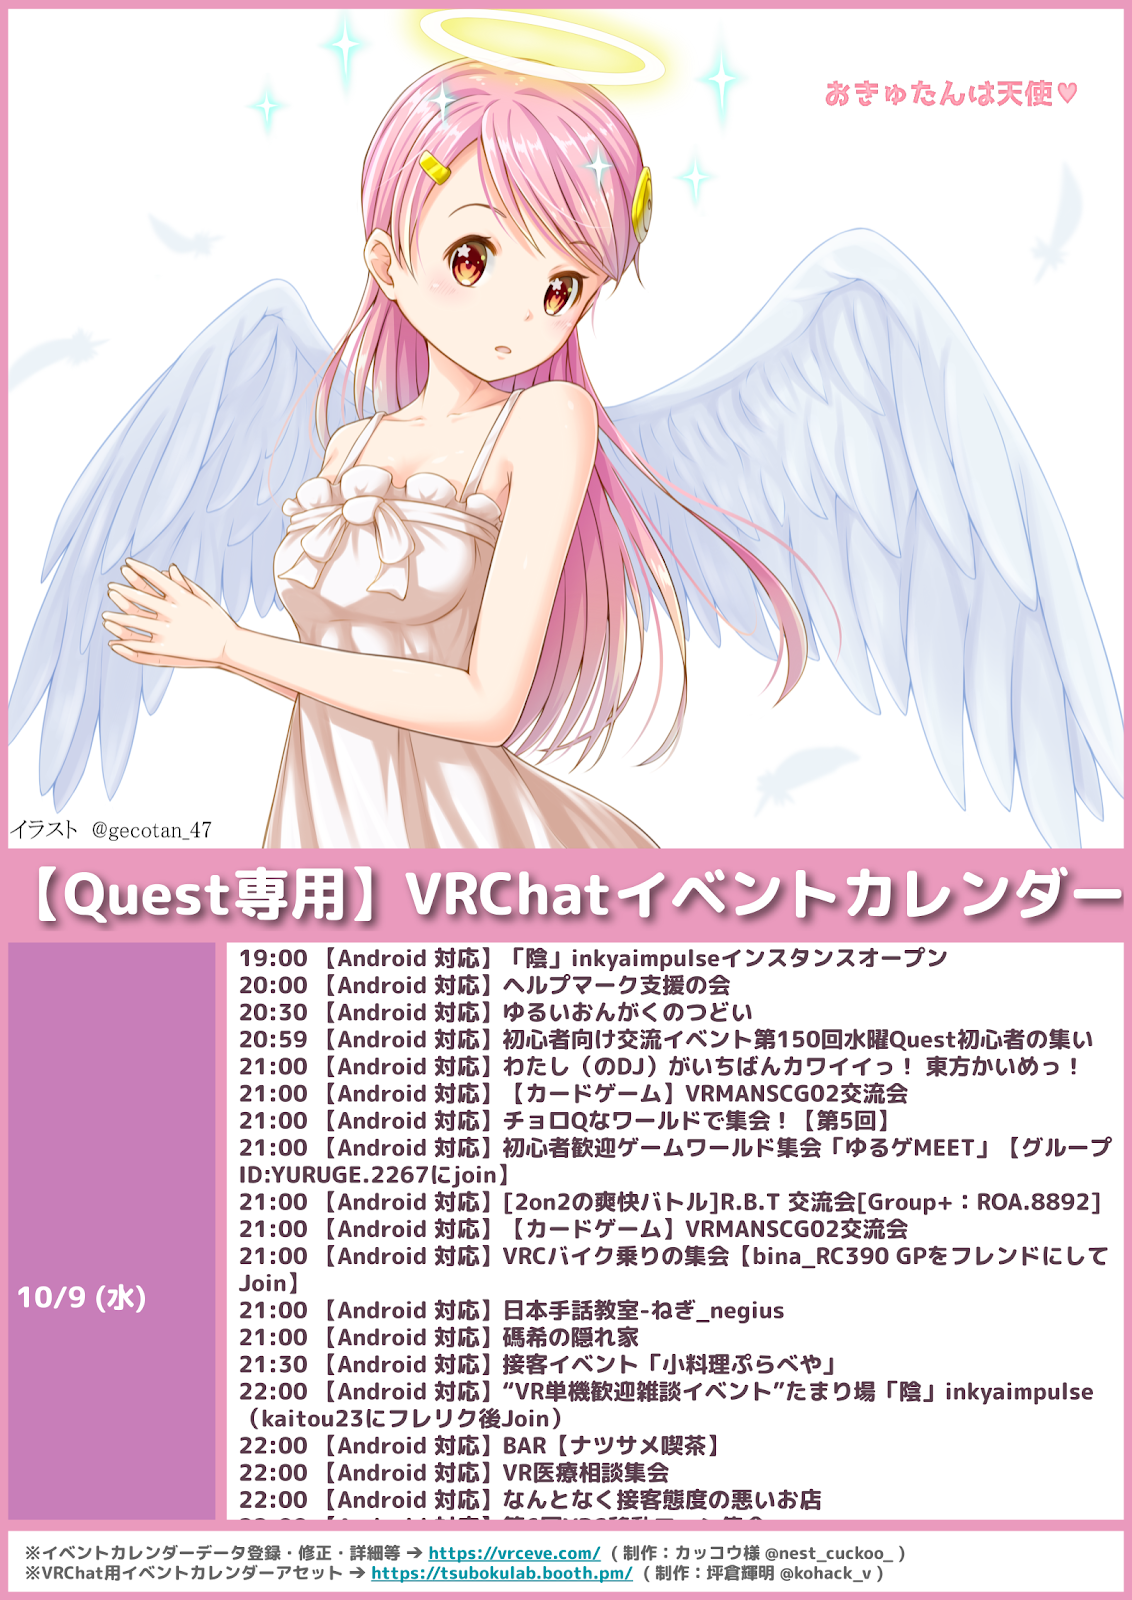 おきゅたんは天使♥
イラスト @gecotan_47
【Quest専用】VRChatイベントカレンダー
10/9 (水)
19:00 【Android 対応】「陰」inkyaimpulseインスタンスオープン
20:00 【Android 対応】ヘルプマーク支援の会
20:30 【Android 対応】ゆるいおんがくのつどい
20:59 【Android 対応】初心者向け交流イベント第150回水曜Quest初心者の集い
21:00 【Android 対応】わたし（のDJ）がいちばんカワイイっ！ 東方かいめっ！
21:00 【Android 対応】【カードゲーム】VRMANSCG02交流会
21:00 【Android 対応】チョロQなワールドで集会！【第5回】
21:00 【Android 対応】初心者歓迎ゲームワールド集会「ゆるゲMEET」【グループ
ID:YURUGE.2267にjoin】
21:00 【Android 対応】[2on2の爽快バトル]R.B.T 交流会[Group+：ROA.8892]
21:00 【Android 対応】【カードゲーム】VRMANSCG02交流会
21:00 【Android 対応】VRCバイク乗りの集会【bina_RC390 GPをフレンドにして
Join】
21:00 【Android 対応】日本手話教室-ねぎ_negius
21:00 【Android 対応】碼希の隠れ家
21:30 【Android 対応】接客イベント「小料理ぷらべや」
22:00 【Android 対応】“VR単機歓迎雑談イベント”たまり場「陰」inkyaimpulse
（kaitou23にフレリク後Join）
22:00 【Android 対応】BAR【ナツサメ喫茶】
22:00 【Android 対応】VR医療相談集会
22:00 【Android 対応】なんとなく接客態度の悪いお店
※イベントカレンダーデータ登録・修正・詳細等 → https://vrceve.com/ （ 制作：カッコウ様 @nest_cuckoo_ ）
※VRChat用イベントカレンダーアセット → https://tsubokulab.booth.pm/ （ 制作：坪倉輝明 @kohack_v ）